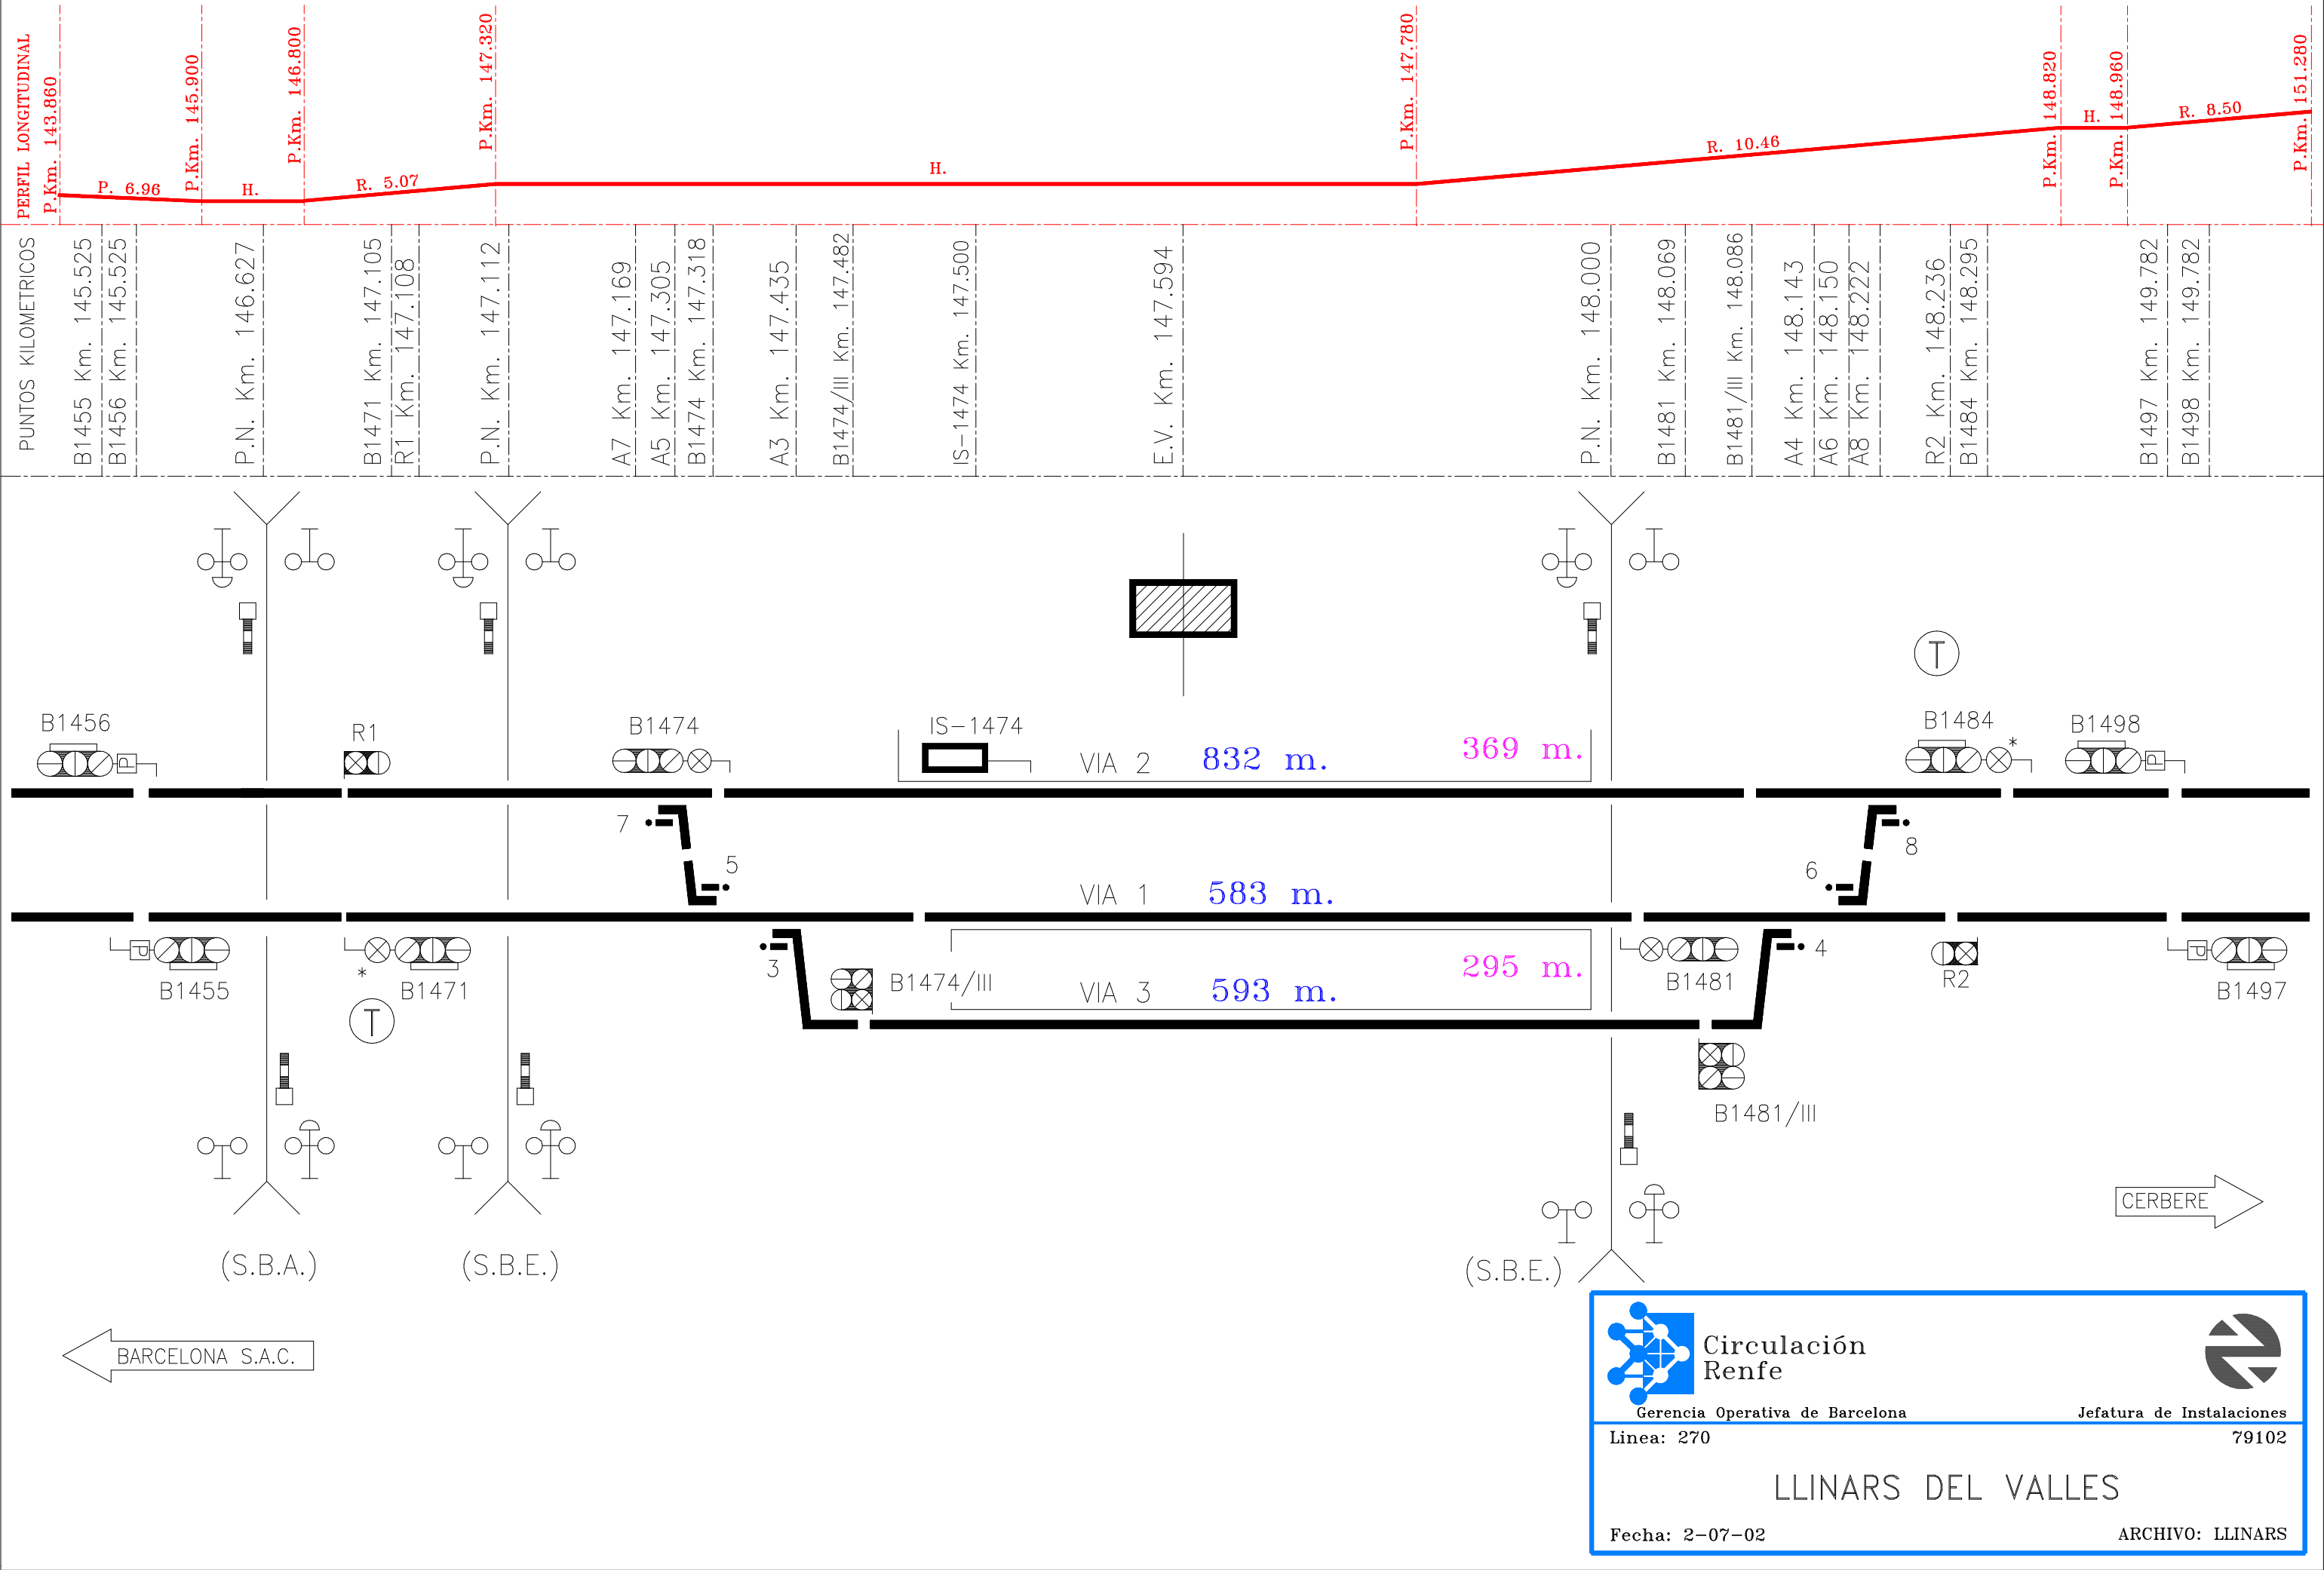 PERFIL LONGITUDINAL
P.Km. 143.860
P.Km. 145.900
P.Km. 146.800
P.Km. 147.320
P.Km. 147.780
P.Km. 148.820
P.Km. 148.960
P.Km. 151.280
P. 6.96
H.
R. 5.07
H.
R. 10.46
H.
R. 8.50
PUNTOS KILOMETRICOS
B1455 Km. 145.525
B1456 Km. 145.525
P.N. Km. 146.627
B1471 Km. 147.105
R1 Km. 147.108
P.N. Km. 147.112
A7 Km. 147.169
A5 Km. 147.305
B1474 Km. 147.318
A3 Km. 147.435
B1474/III Km. 147.482
IS-1474 Km. 147.500
E.V. Km. 147.594
P.N. Km. 148.000
B1481 Km. 148.069
B1481/III Km. 148.086
A4 Km. 148.143
A6 Km. 148.150
A8 Km. 148.222
R2 Km. 148.236
B1484 Km. 148.295
B1497 Km. 149.782
B1498 Km. 149.782
T
B1456
P
R1
B1474
IS-1474
VIA 2
832 m.
369 m.
B1484
*
B1498
P
7
5
8
6
VIA 1
583 m.
P
B1455
*
B1471
T
3
B1474/III
VIA 3
593 m.
295 m.
B1481
4
R2
P
B1497
B1481/III
CERBERE
(S.B.A.)
(S.B.E.)
(S.B.E.)
BARCELONA S.A.C.
Circulación
Renfe
Gerencia Operativa de Barcelona
Jefatura de Instalaciones
Linea: 270
79102
LLINARS DEL VALLES
Fecha: 2-07-02
ARCHIVO: LLINARS